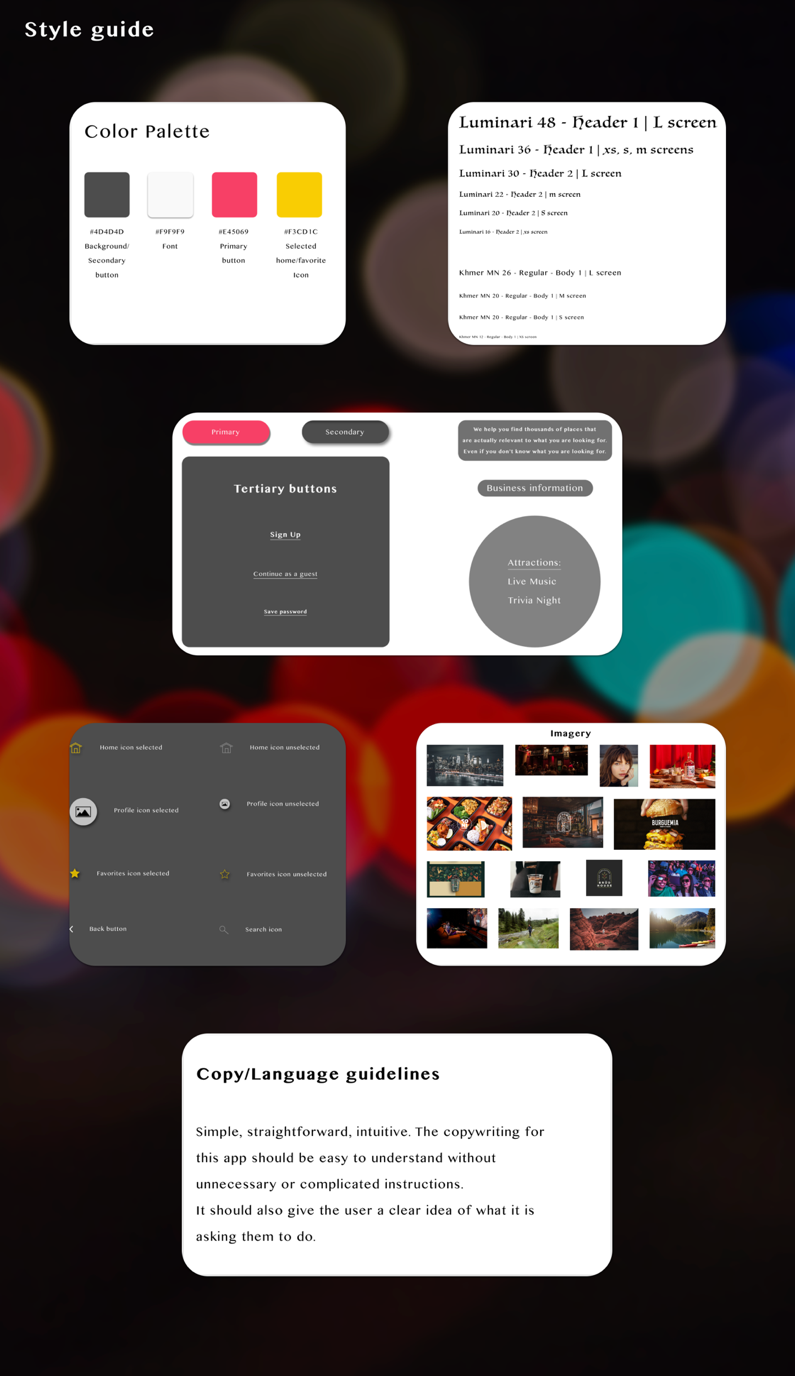 Style guide
Color Palette
#4D4D4D
Background/
Secondary
button
#F9F9F9
Font
#E45069
Primary
button
#F3CD1C
Selected
home/favorite
Icon
Luminari 48 - Header 1 | L screen
Luminari 36 - Header 1 | xs, s, m screens
Luminari 30 - Header 2 | L screen
Luminari 22 - Header 2 | m screen
Luminari 20 - Header 2 | S screen
Khmer MN 26 - Regular - Body 1 | L screen
Khmer MN 20 - Regular - Body 1 | M screen
Khmer MN 20 - Regular - Body 1 | S screen
Khmer MN 12 - Regular - Body 1 | XS screen
Primary
Secondary
Tertiary buttons
Sign Up
Continue as a guest
Save password
We help you find thousands of places that
are actually relevant to what you are looking for.
Even if you don't know what you are looking for.
Business information
Attractions:
Live Music
Trivia Night
Home icon selected
Home icon unselected
Profile icon selected
Profile icon unselected
Favorites icon selected
Favorites icon unselected
Back button
Search icon
Imagery
BURGUEMIA
Copy/Language guidelines
Simple, straightforward, intuitive. The copywriting for
this app should be easy to understand without
unnecessary or complicated instructions.
It should also give the user a clear idea of what it is
asking them to do.